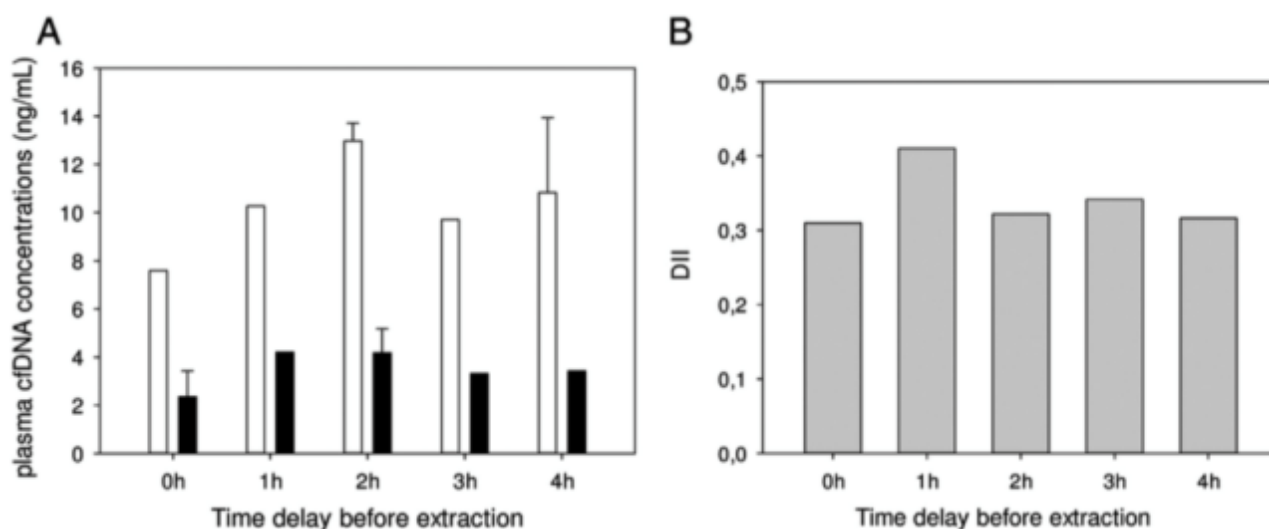 A
plasma cfDNA concentrations (ng/mL)
16
14
12
10
8
6
4
2
0
0h 1h 2h 3h 4h
Time delay before extraction
B
DII
0,5
0,4
0,3
0,2
0,1
0,0
0h 1h 2h 3h 4h
Time delay before extraction